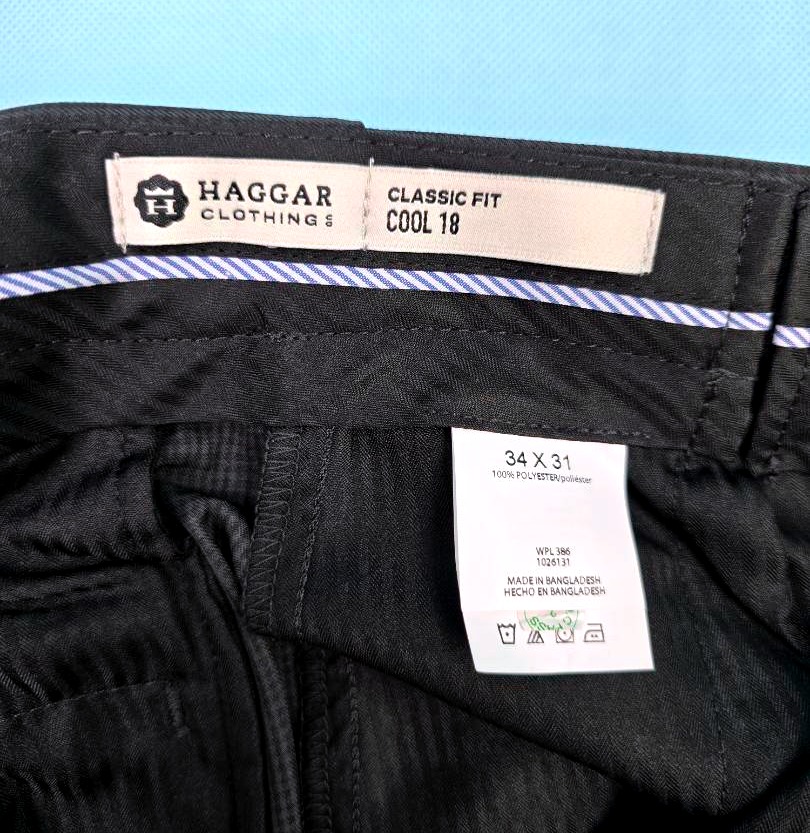 HAGGAR
CLOTHING CO
CLASSIC FIT
COOL 18
34 X 31
100% POLYESTER/poliéster
WPL 386
1026131
MADE IN BANGLADESH
HECHO EN BANGLADESH